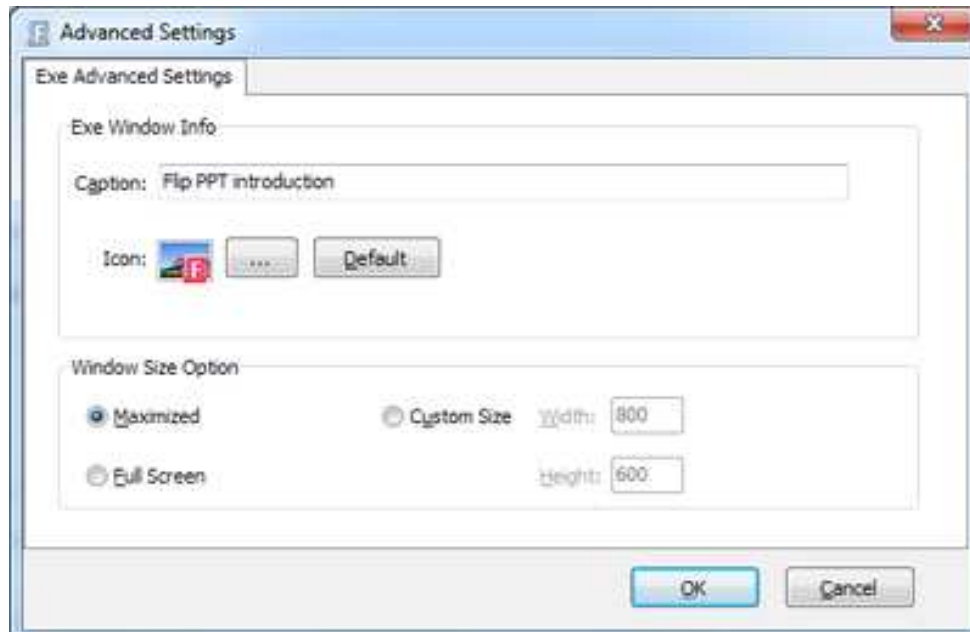 Advanced Settings
Exe Advanced Settings
Exe Window Info
Caption: Flip PPT introduction
Icon: F ... Default
Window Size Option
Maximized Custom Size Width: 800
Full Screen Height: 600
OK Cancel